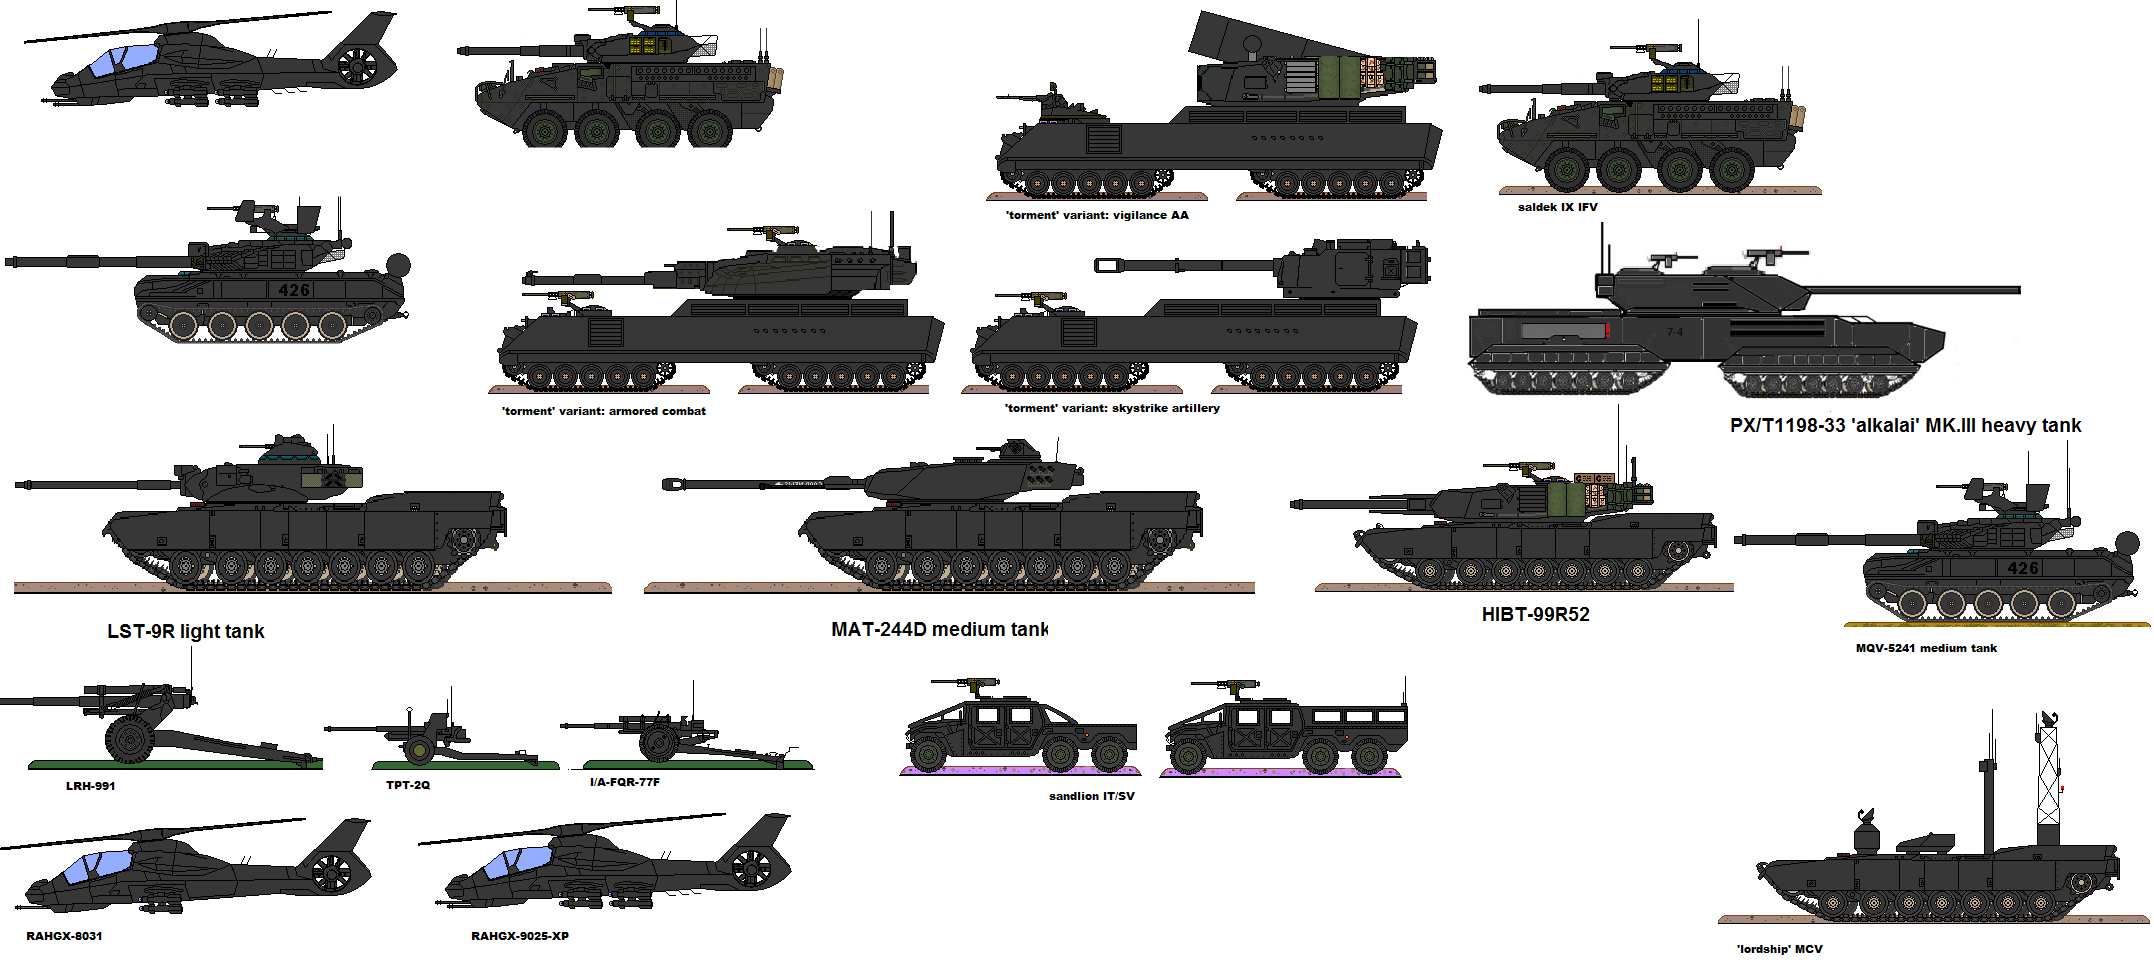 'torment' variant: vigilance AA
saldek IX IFV
426
7-4
'torment' variant: armored combat
'torment' variant: skystrike artillery
PX/T1198-33 'alkalai' MK.III heavy tank
LST-9R light tank
MAT-244D medium tank
HIBT-99R52
426
MQV-5241 medium tank
LRH-991
TPT-2Q
I/A-FQR-77F
sandlion IT/SV
RAHGX-8031
RAHGX-9025-XP
'lordship' MCV